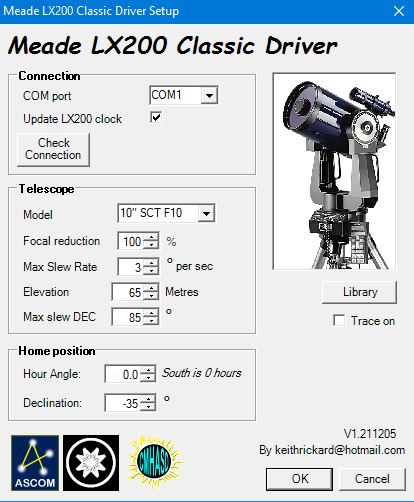 Meade LX200 Classic Driver Setup
Meade LX200 Classic Driver
Connection
COM port COM1
Update LX200 clock
Check
Connection
Telescope
Model 10" SCT F10
Focal reduction 100 %
Max Slew Rate 3 ° per sec
Elevation 65 Metres
Max slew DEC 85 °
Library
Trace on
Home position
Hour Angle: 0.0 South is 0 hours
Declination: -35 °
V1.211205
By keithrickard@hotmail.com
ASCOM
CMHASD
OK Cancel